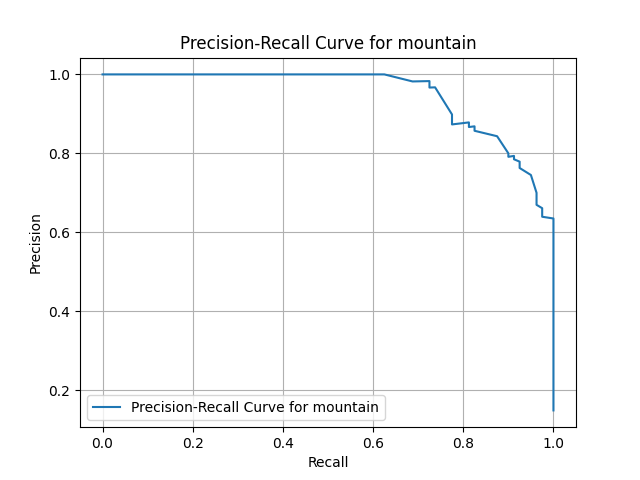 Precision-Recall Curve for mountain
1.0
0.8
0.6
0.4
0.2
Precision
Precision-Recall Curve for mountain
0.0 0.2 0.4 0.6 0.8 1.0
Recall